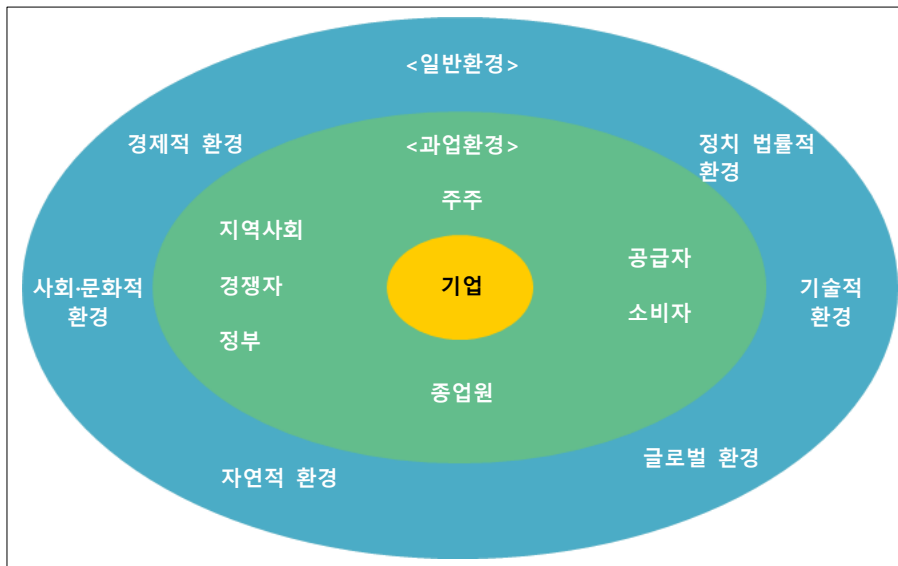 <일반환경>
경제적 환경
<과업환경>
정치 법률적
환경
주주
지역사회
공급자
사회·문화적
환경
경쟁자
기업
기술적
환경
소비자
정부
종업원
자연적 환경
글로벌 환경